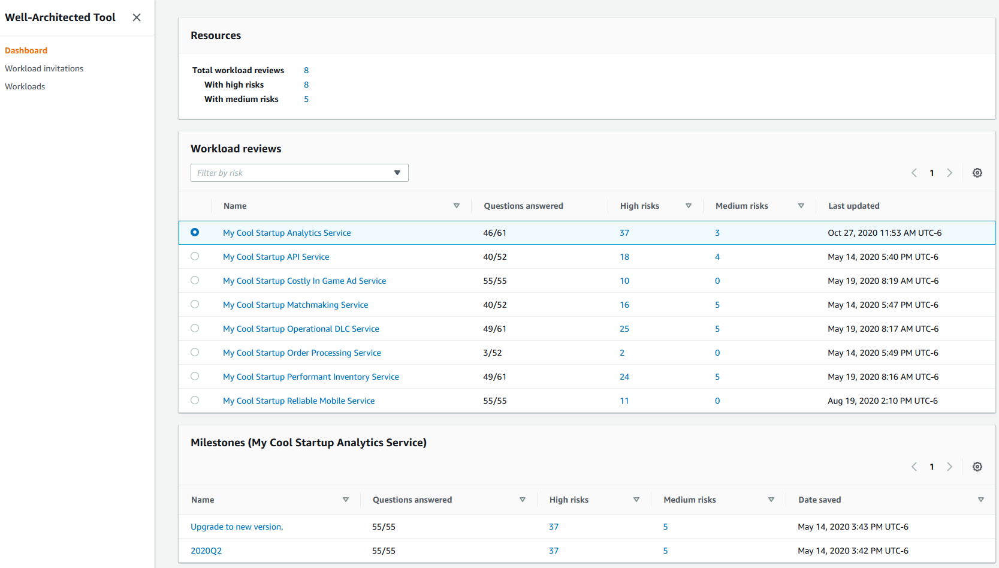 Well-Architected Tool
Dashboard
Workload invitations
Workloads
Resources
Total workload reviews 8
With high risks 8
With medium risks 5
Workload reviews
Filter by risk
1
Name Questions answered High risks Medium risks Last updated
My Cool Startup Analytics Service 46/61 37 3 Oct 27, 2020 11:53 AM UTC-6
My Cool Startup API Service 40/52 18 4 May 14, 2020 5:40 PM UTC-6
My Cool Startup Costly In Game Ad Service 55/55 10 0 May 19, 2020 8:19 AM UTC-6
My Cool Startup Matchmaking Service 40/52 16 5 May 14, 2020 5:47 PM UTC-6
My Cool Startup Operational DLC Service 49/61 25 5 May 19, 2020 8:17 AM UTC-6
My Cool Startup Order Processing Service 3/52 2 0 May 14, 2020 5:49 PM UTC-6
My Cool Startup Performant Inventory Service 49/61 24 5 May 19, 2020 8:16 AM UTC-6
My Cool Startup Reliable Mobile Service 55/55 11 0 Aug 19, 2020 2:10 PM UTC-6
Milestones (My Cool Startup Analytics Service)
1
Name Questions answered High risks Medium risks Date saved
Upgrade to new version. 55/55 37 5 May 14, 2020 3:43 PM UTC-6
2020Q2 55/55 37 5 May 14, 2020 3:42 PM UTC-6